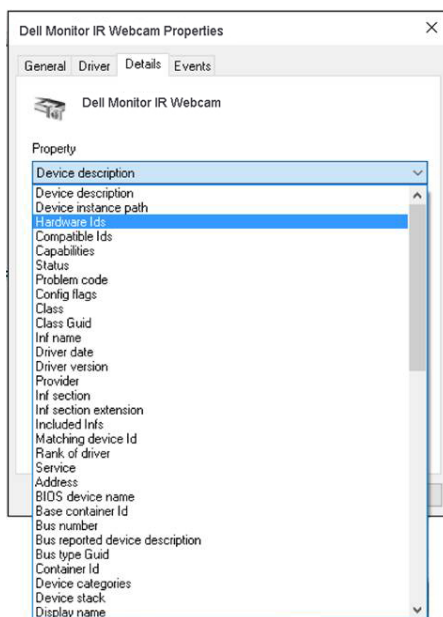 Dell Monitor IR Webcam Properties
General Driver Details Events
Dell Monitor IR Webcam
Property
Device description
Device description
Device instance path
Hardware Ids
Compatible Ids
Capabilities
Status
Problem code
Config flags
Class
Class Guid
Inf name
Driver date
Driver version
Provider
Inf section
Inf section extension
Included Infs
Matching device Id
Rank of driver
Service
Address
BIOS device name
Base container Id
Bus number
Bus reported device description
Bus type Guid
Container Id
Device categories
Device stack
Display name